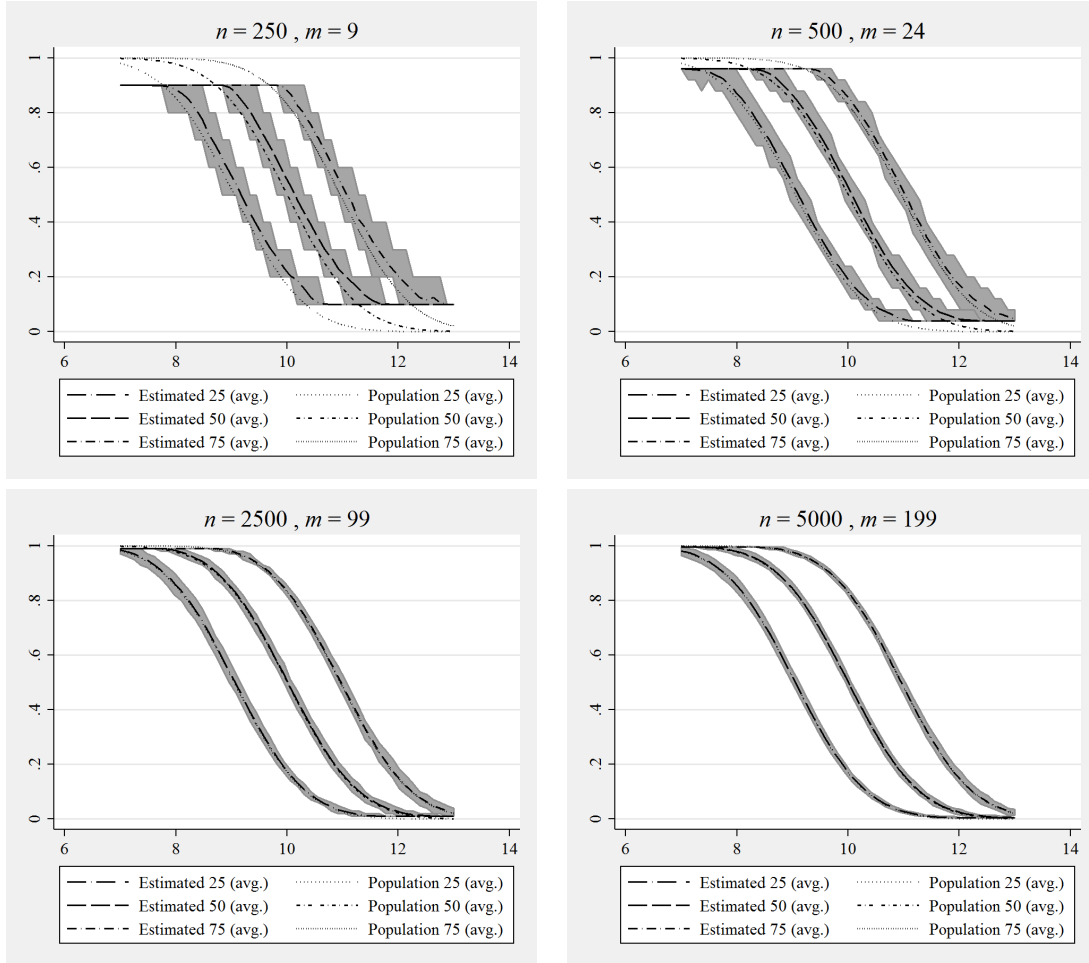 n = 250 , m = 9
1
.8
.6
.4
.2
0
6 8 10 12 14
Estimated 25 (avg.) Population 25 (avg.)
Estimated 50 (avg.) Population 50 (avg.)
Estimated 75 (avg.) Population 75 (avg.)
n = 500 , m = 24
1
.8
.6
.4
.2
0
6 8 10 12 14
Estimated 25 (avg.) Population 25 (avg.)
Estimated 50 (avg.) Population 50 (avg.)
Estimated 75 (avg.) Population 75 (avg.)
n = 2500 , m = 99
1
.8
.6
.4
.2
0
6 8 10 12 14
Estimated 25 (avg.) Population 25 (avg.)
Estimated 50 (avg.) Population 50 (avg.)
Estimated 75 (avg.) Population 75 (avg.)
n = 5000 , m = 199
1
.8
.6
.4
.2
0
6 8 10 12 14
Estimated 25 (avg.) Population 25 (avg.)
Estimated 50 (avg.) Population 50 (avg.)
Estimated 75 (avg.) Population 75 (avg.)